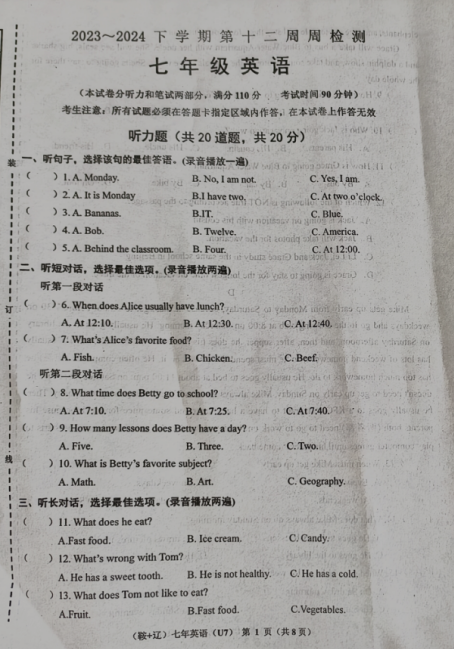 2023～2024 下学期第十二周周检测
七年级英语
（本试卷分听力和笔试两部分，满分110分 考试时间90分钟）
考生注意：所有试题必须在答题卡指定区域内作答，在本试卷上作答无效
听力题（共20道题，共20分）
一、听句子，选择该句的最佳答语。（录音播放一遍）
（ ）1. A. Monday. B. No, I am not. C. Yes, I am.
（ ）2. A. It is Monday B.I have two. C. At two o'clock.
（ ）3. A. Bananas. B.IT. C. Blue.
（ ）4. A. Bob. B. Twelve. C. America.
（ ）5. A. Behind the classroom. B. Four. C. At 12:00.
二、听短对话，选择最佳选项。（录音播放两遍）
听第一段对话
（ ）6. When does Alice usually have lunch?
A. At 12:10. B. At 12:30. C. At 12:40.
（ ）7. What's Alice's favorite food?
A. Fish. B. Chicken. C. Beef.
听第二段对话
（ ）8. What time does Betty go to school?
A. At 7:10. B. At 7:25. C. At 7:40.
（ ）9. How many lessons does Betty have a day?
A. Five. B. Three. C. Two.
（ ）10. What is Betty's favorite subject?
A. Math. B. Art. C. Geography.
三、听长对话，选择最佳选项。（录音播放两遍）
（ ）11. What does he eat?
A.Fast food. B. Ice cream. C. Candy.
（ ）12. What's wrong with Tom?
A. He has a sweet tooth. B. He is not healthy. C. He has a cold.
（ ）13. What does Tom not like to eat?
A.Fruit. B.Fast food. C.Vegetables.
（鞍+辽）七年英语（U7）第 1 页（共8页）
装
订
线